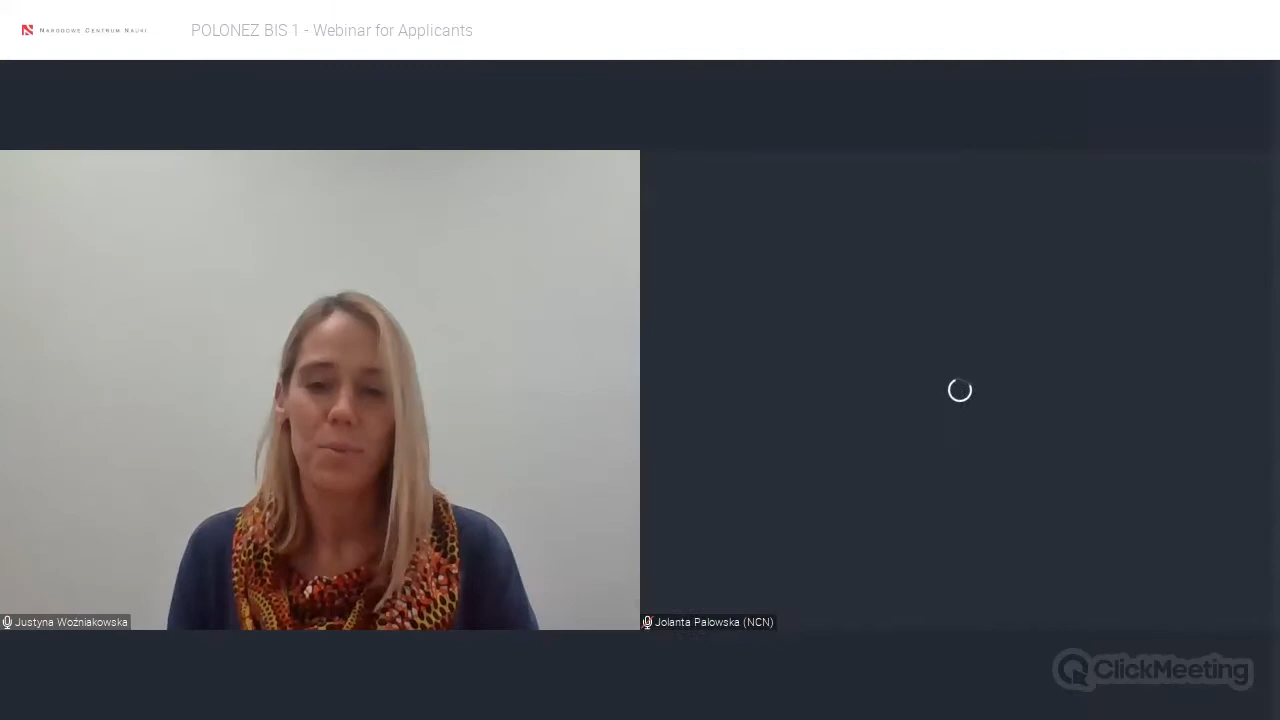 NARODOWE CENTRUM NAUKI
POLONEZ BIS 1 - Webinar for Applicants
Justyna Woźniakowska
Jolanta Palowska (NCN)
ClickMeeting